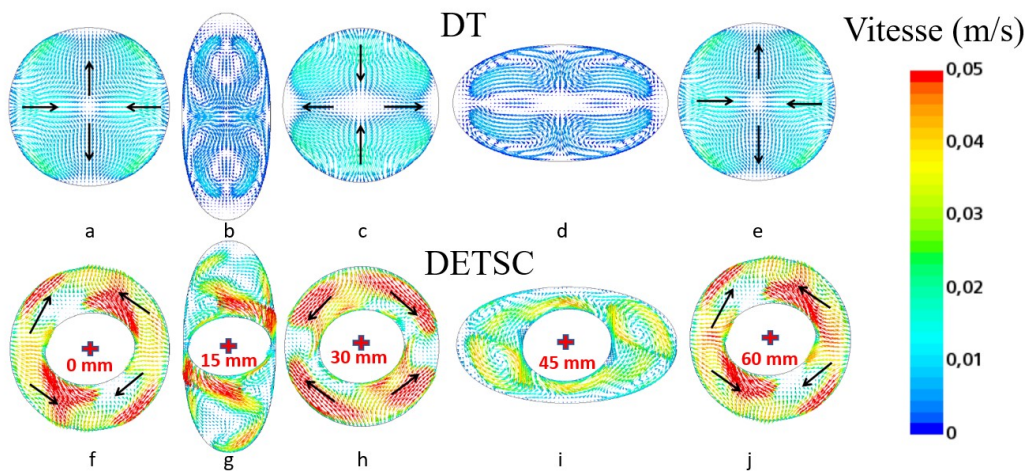 DT
Vitesse (m/s)
0,05
0,04
0,03
0,02
0,01
0
a b c d e
DETSC
0 mm 15 mm 30 mm 45 mm 60 mm
f g h i j